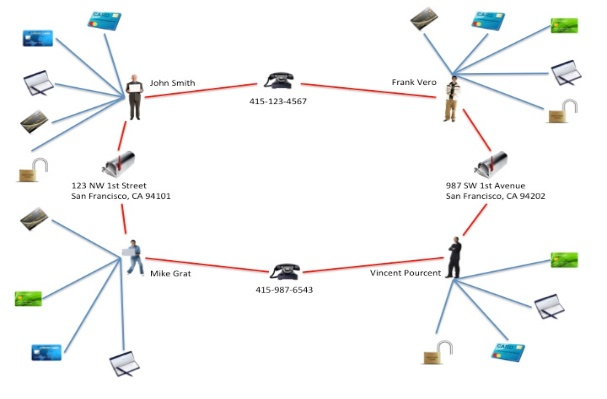 John Smith
Frank Vero
415-123-4567
123 NW 1st Street
San Francisco, CA 94101
987 SW 1st Avenue
San Francisco, CA 94202
Mike Grat
Vincent Pourcent
415-987-6543